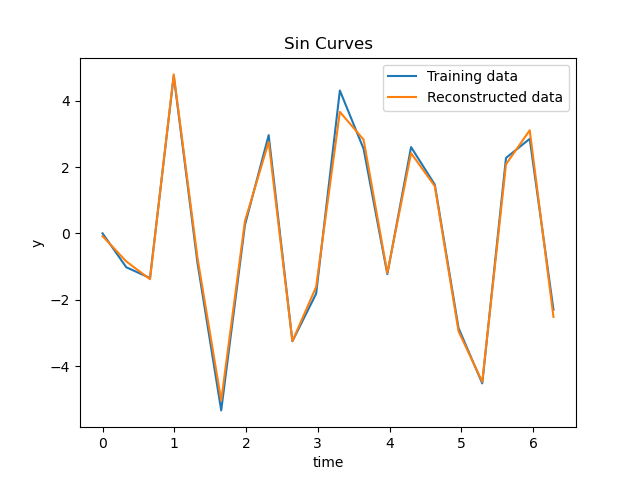 Sin Curves
Training data
Reconstructed data
4
2
0
−2
−4
y
0 1 2 3 4 5 6
time